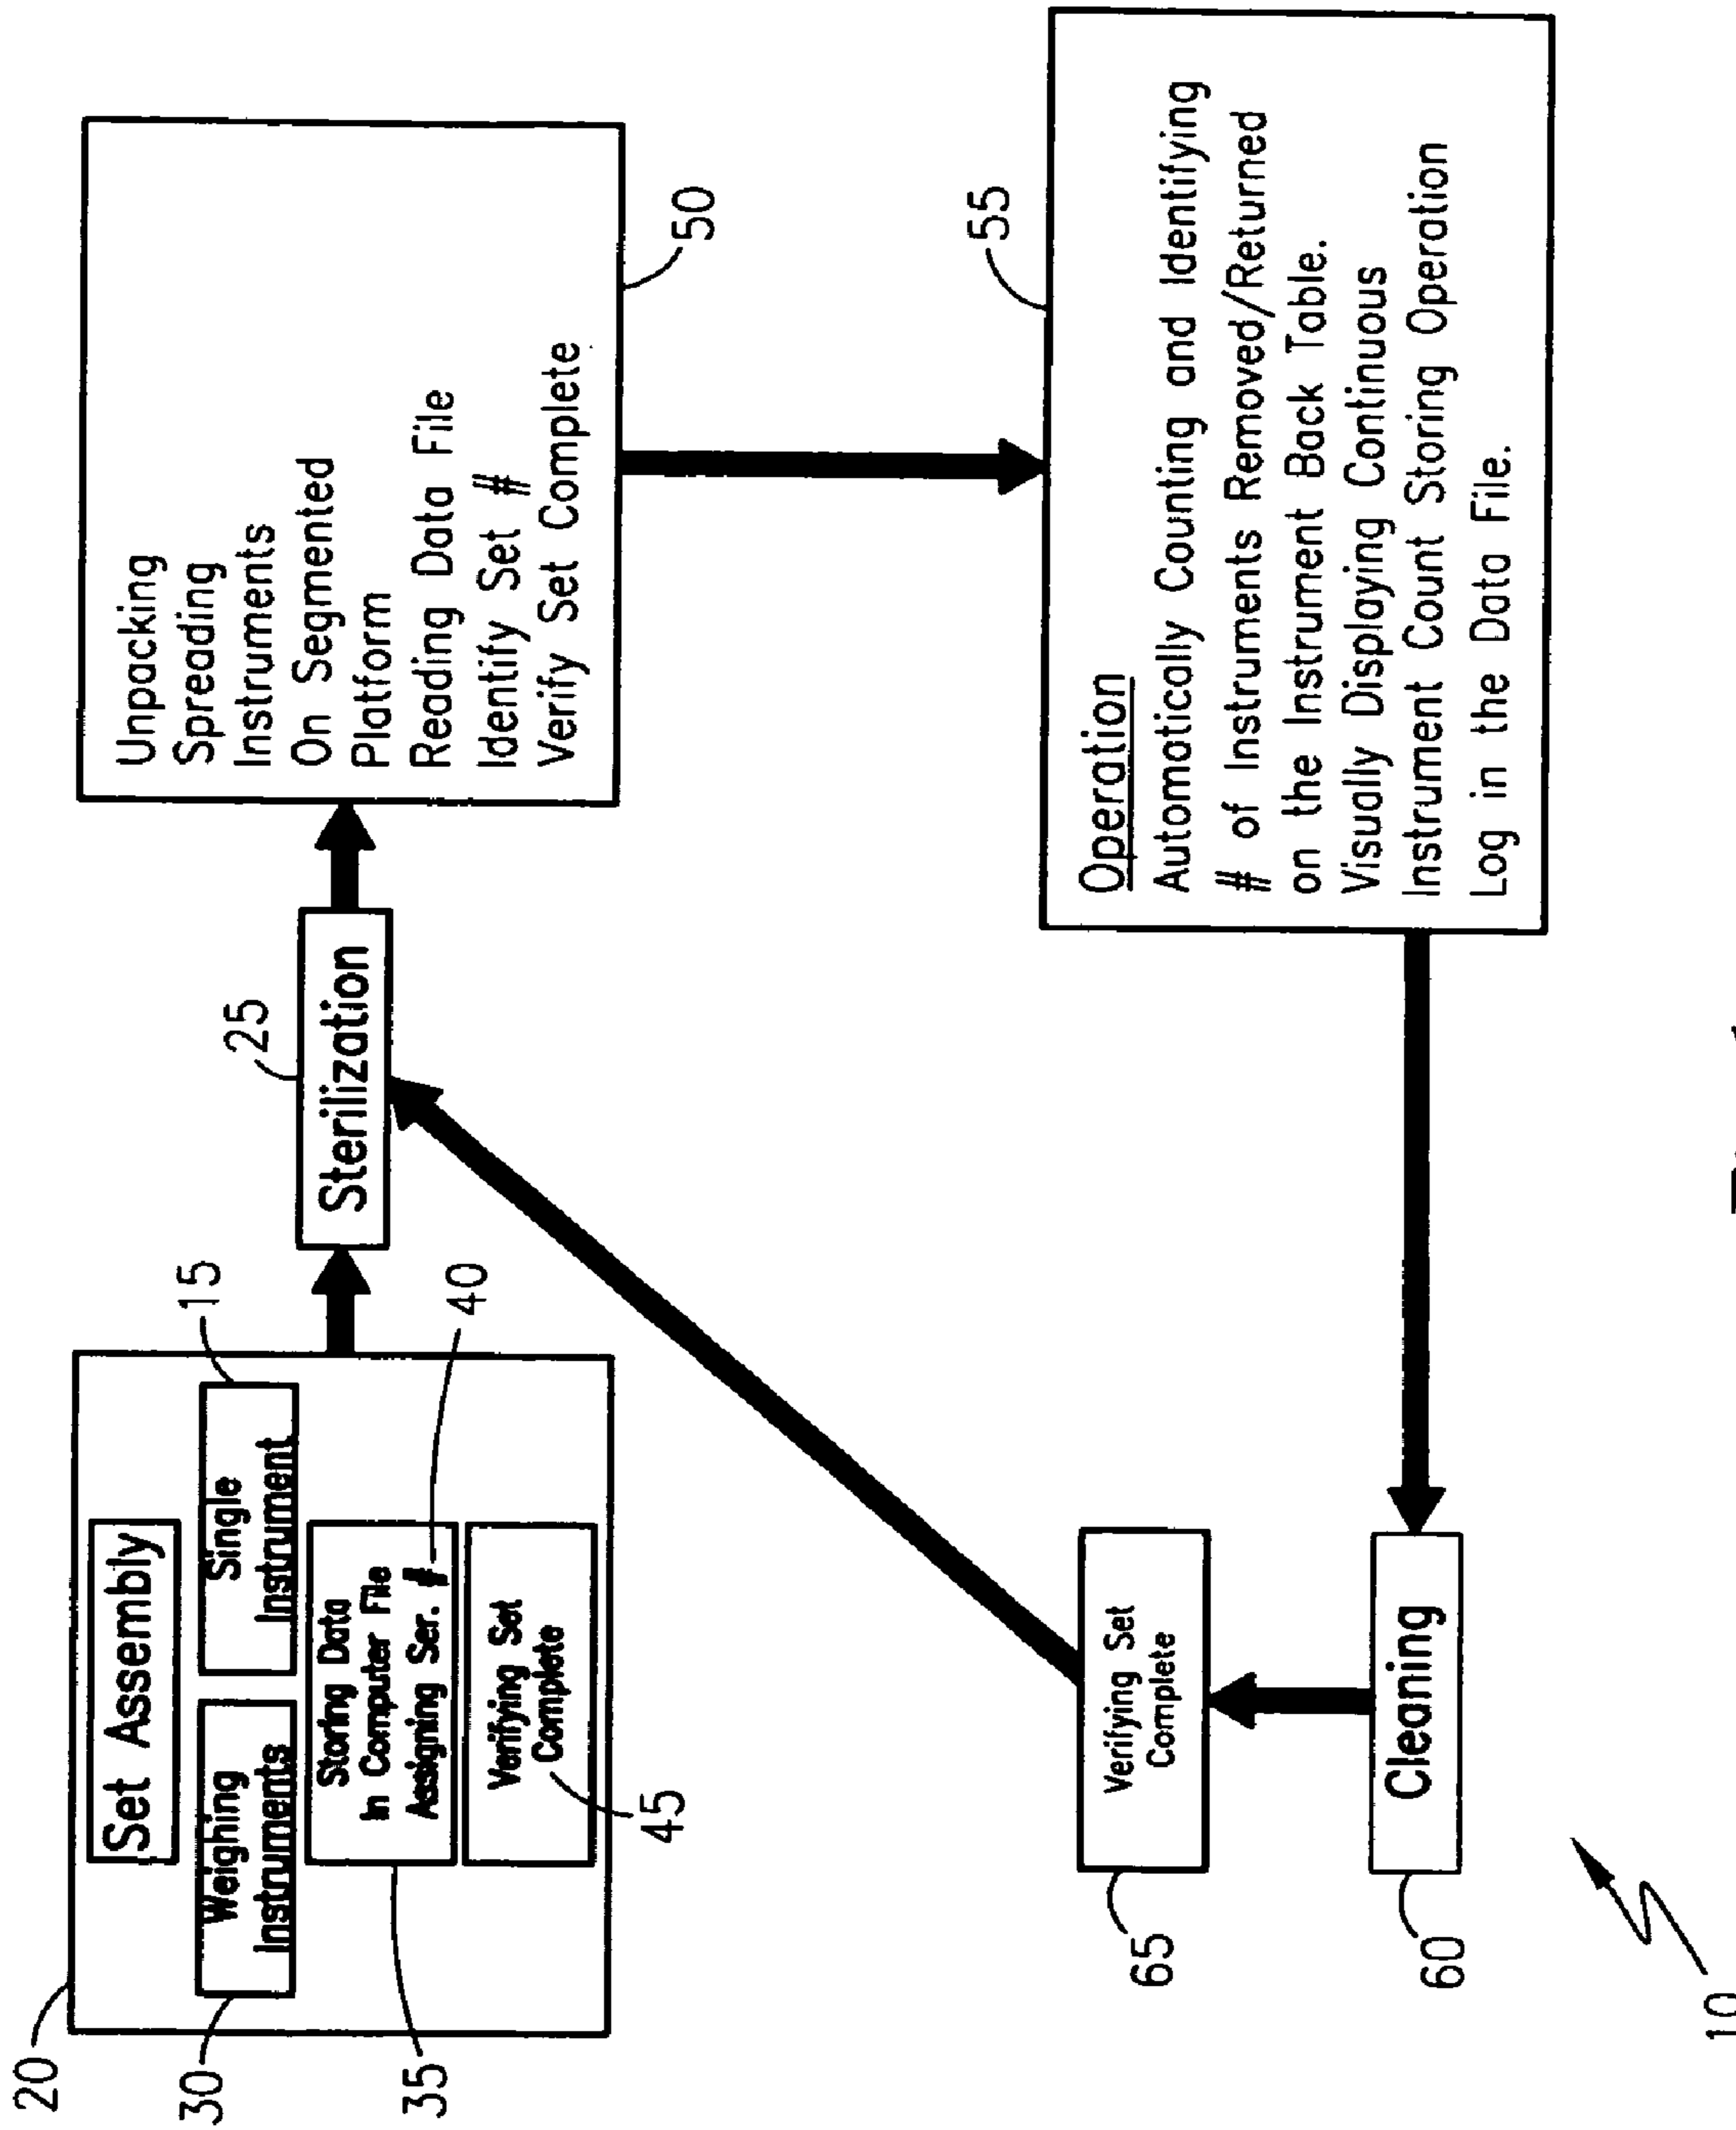 20
Set Assembly
30
Weighing
Instruments
Single
Instrument
15
35
Storing Data
In Computer File
Assigning Ser. #
40
Verifying Set
Complete
45
25
Sterilization
Unpacking
Spreading
Instruments
On Segmented
Platform
Reading Data File
Identify Set #
Verify Set Complete
50
55
Operation
Automatically Counting and Identifying
# of Instruments Removed/Returned
on the Instrument Back Table.
Visually Displaying Continuous
Instrument Count Storing Operation
Log in the Data File.
65
Verifying Set
Complete
60
Cleaning
10